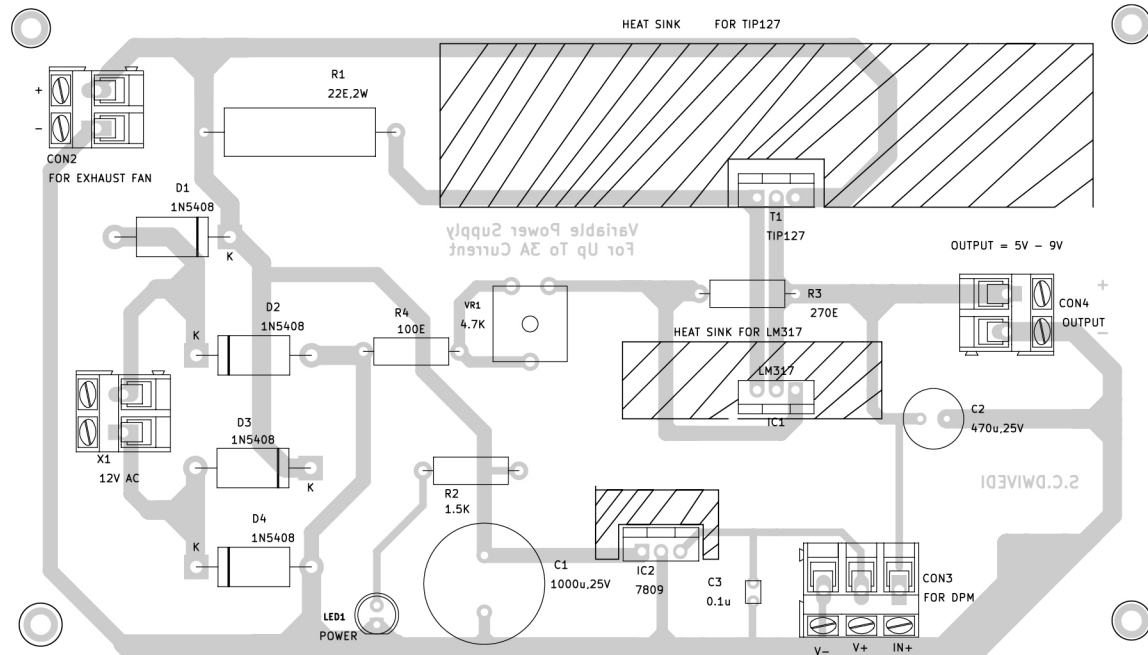 HEAT SINK FOR TIP127
R1
22E,2W
+
-
CON2
FOR EXHAUST FAN
D1
1N5408
K
T1
TIP127
Variable Power Supply
For Up To 3A Current
OUTPUT = 5V - 9V
D2
1N5408
K
R4
100E
VR1
4.7K
R3
270E
+
-
CON4
OUTPUT
HEAT SINK FOR LM317
LM317
IC1
C2
470u,25V
X1
12V AC
D3
1N5408
K
R2
1.5K
S.C.DWIVEDI
D4
1N5408
K
C1
1000u,25V
IC2
7809
C3
0.1u
CON3
FOR DPM
LED1
POWER
V- V+ IN+